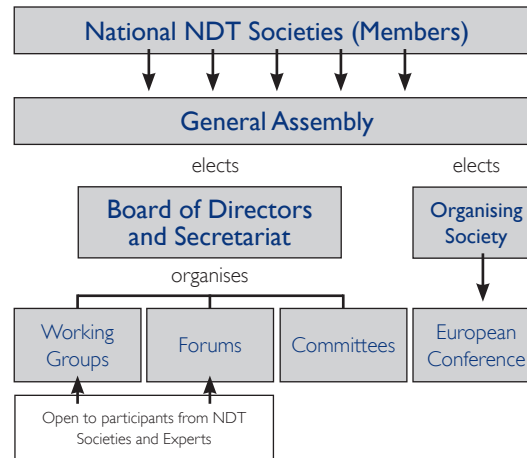 National NDT Societies (Members)
General Assembly
elects
elects
Board of Directors
and Secretariat
Organising
Society
organises
Working
Groups
Forums
Committees
European
Conference
Open to participants from NDT
Societies and Experts